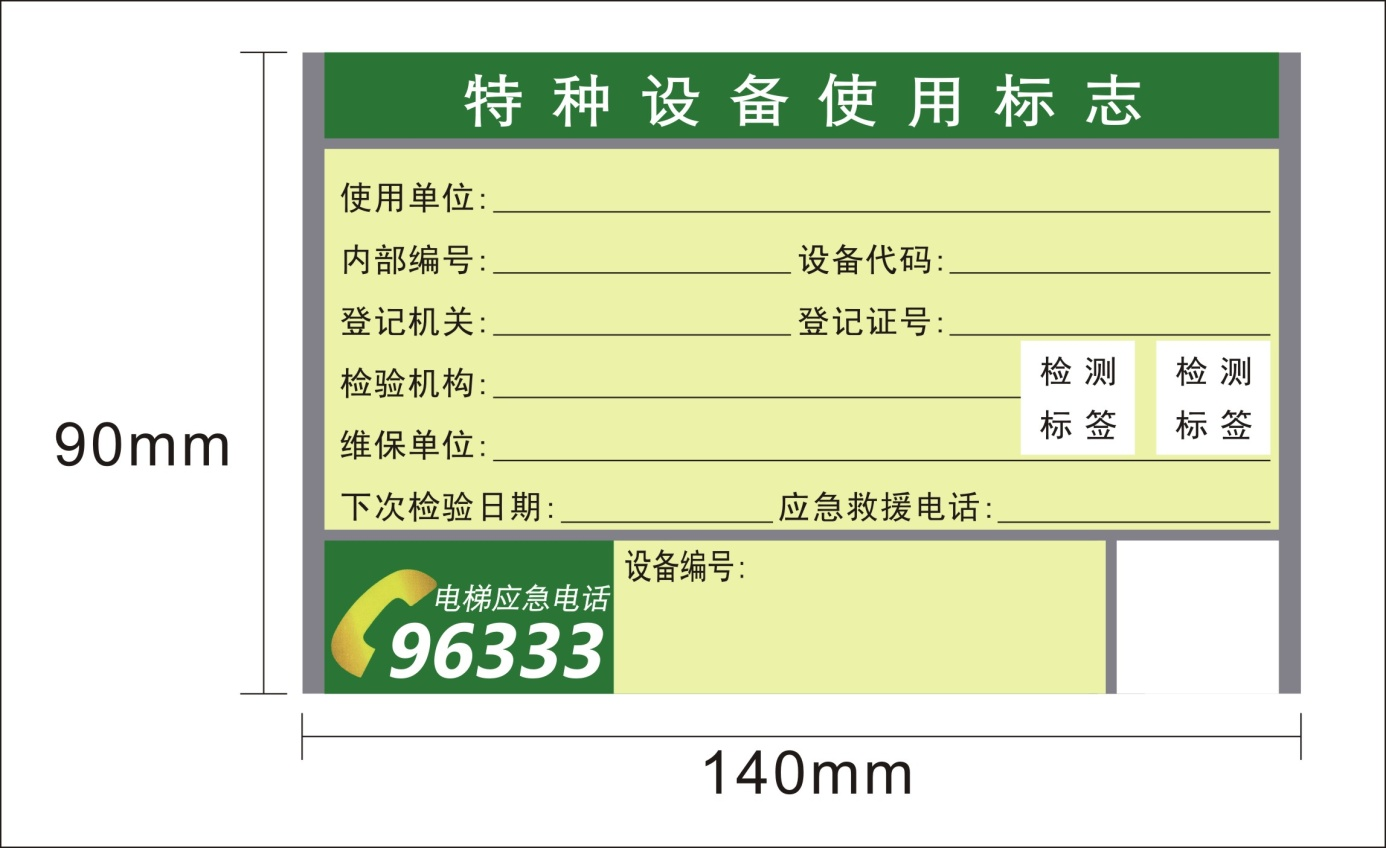 特种设备使用标志
使用单位:
内部编号: 设备代码:
登记机关: 登记证号:
检验机构:
检测 检测
标签 标签
维保单位:
下次检验日期: 应急救援电话:
设备编号:
电梯应急电话
96333
90mm
140mm